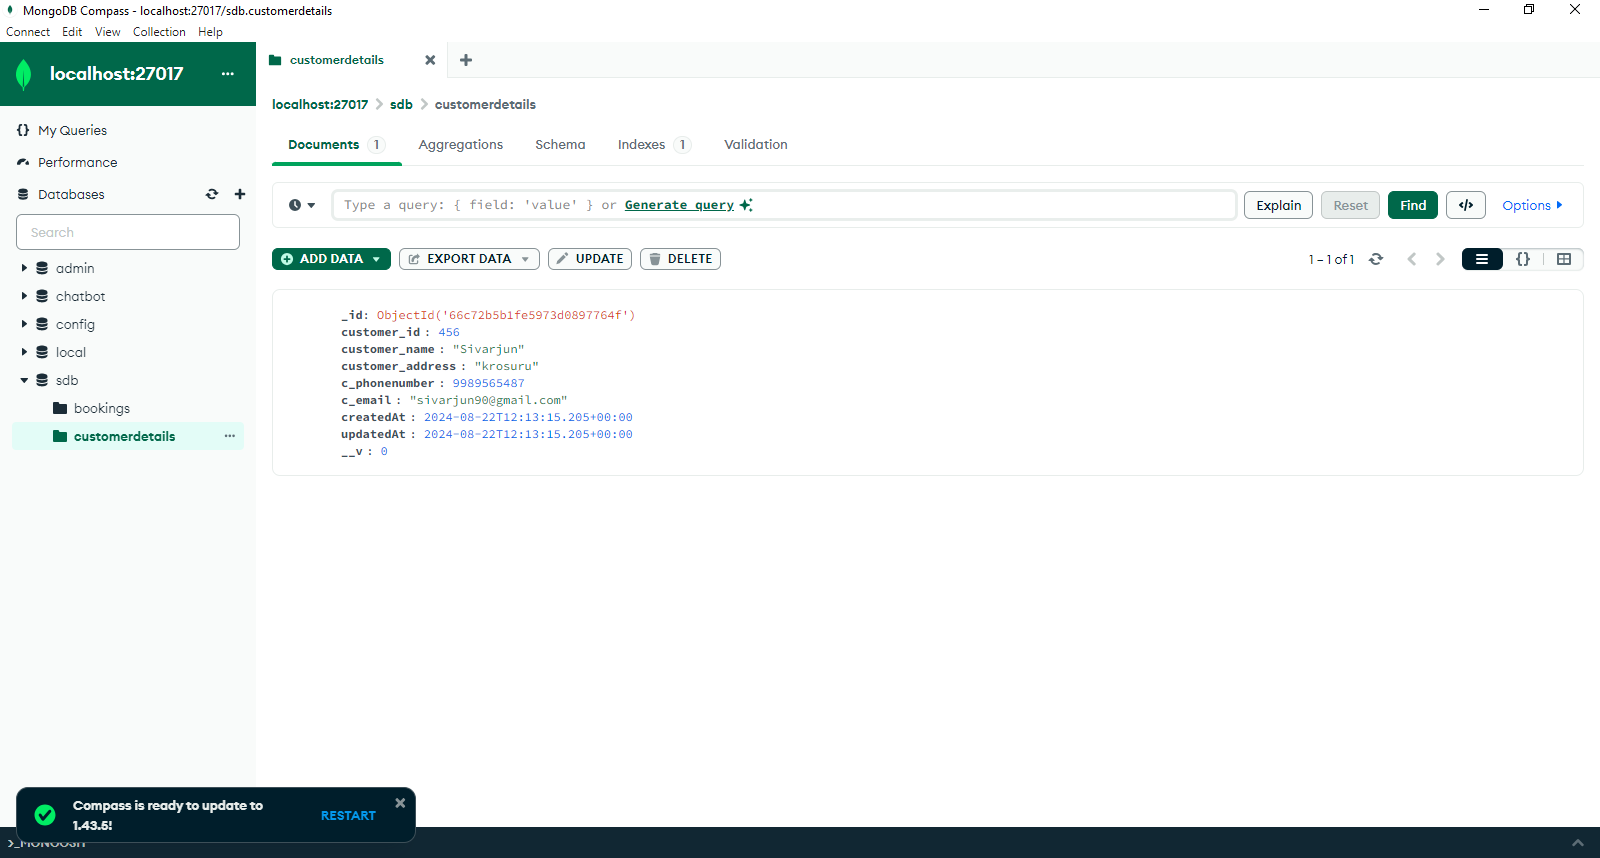 MongoDB Compass - localhost:27017/sdb.customerdetails
Connect Edit View Collection Help
localhost:27017 ...
customerdetails
localhost:27017 > sdb > customerdetails
{} My Queries
Performance
Databases
Search
admin
chatbot
config
local
sdb
bookings
customerdetails ...
Documents 1 Aggregations Schema Indexes 1 Validation
Type a query: { field: 'value' } or Generate query
Explain Reset Find </> Options
ADD DATA EXPORT DATA UPDATE DELETE
1 – 1 of 1 {}
_id: ObjectId('66c72b5b1fe5973d0897764f')
customer_id : 456
customer_name : "Sivarjun"
customer_address : "krosuru"
c_phonenumber : 9989565487
c_email : "sivarjun90@gmail.com"
createdAt : 2024-08-22T12:13:15.205+00:00
updatedAt : 2024-08-22T12:13:15.205+00:00
__v : 0
Compass is ready to update to
1.43.5!
RESTART
>_MONGOSH